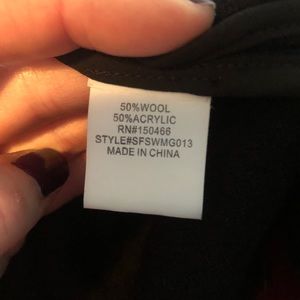 50%WOOL
50%ACRYLIC
RN#150466
STYLE#SFSWMG013
MADE IN CHINA